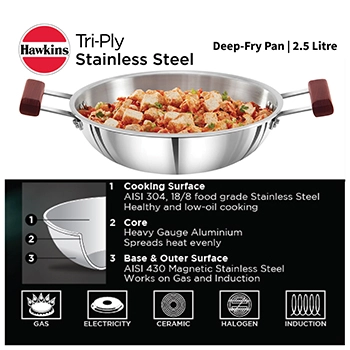 Hawkins
Tri-Ply
Stainless Steel
Deep-Fry Pan | 2.5 Litre
1 Cooking Surface
AISI 304, 18/8 food grade Stainless Steel
Healthy and low-oil cooking
2 Core
Heavy Gauge Aluminium
Spreads heat evenly
3 Base & Outer Surface
AISI 430 Magnetic Stainless Steel
Works on Gas and Induction
1
2
3
GAS
ELECTRICITY
CERAMIC
HALOGEN
INDUCTION